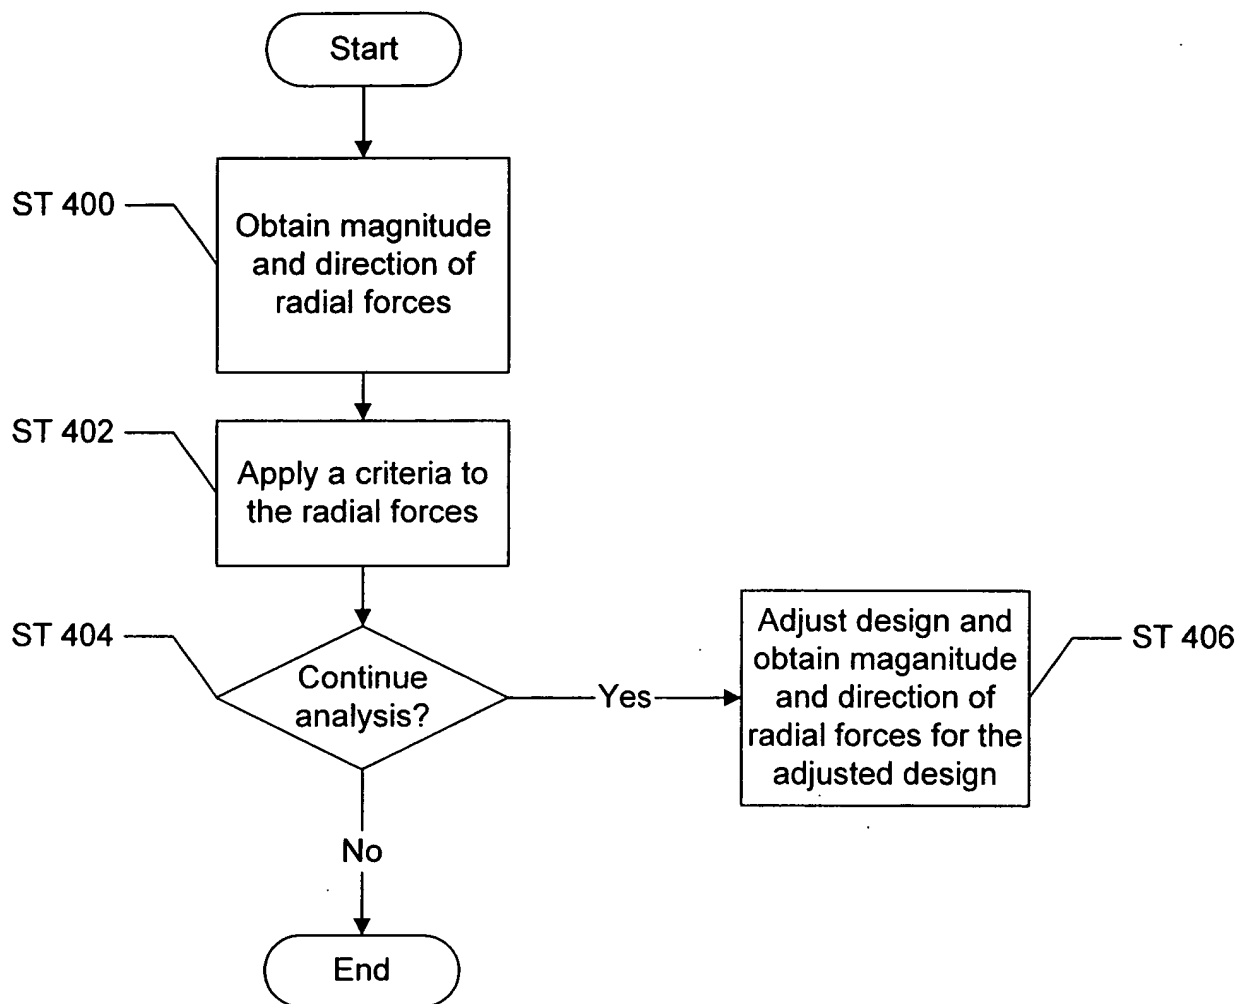 Start
ST 400
Obtain magnitude
and direction of
radial forces
ST 402
Apply a criteria to
the radial forces
ST 404
Continue
analysis?
Yes
Adjust design and
obtain maganitude
and direction of
radial forces for the
adjusted design
ST 406
No
End